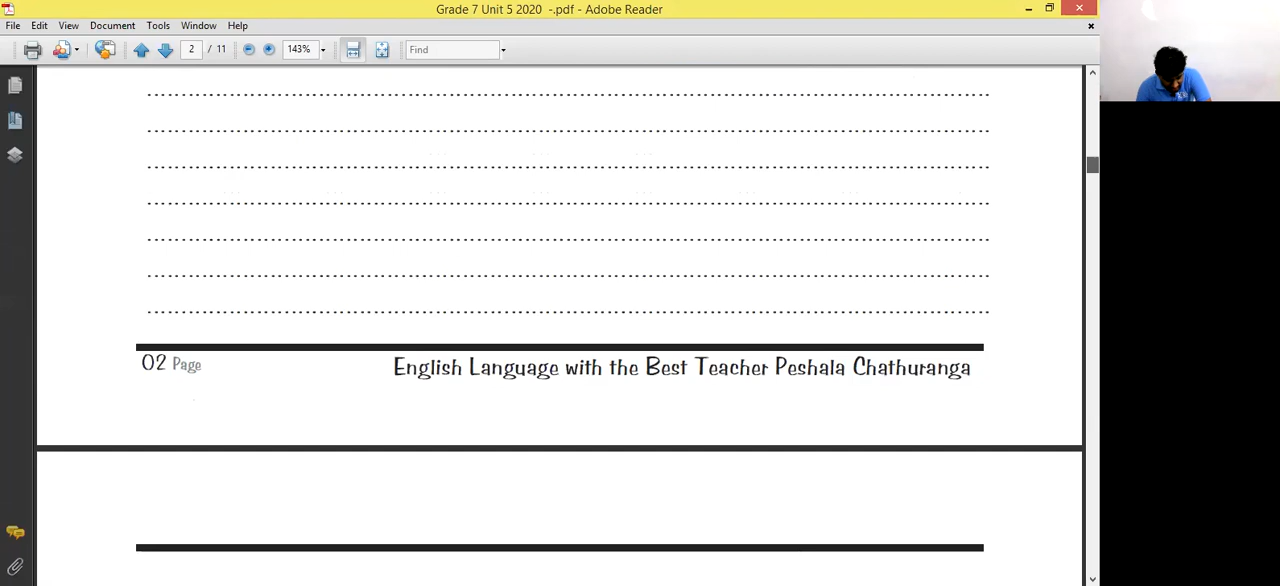 Grade 7 Unit 5 2020 -.pdf - Adobe Reader
File Edit View Document Tools Window Help
2 / 11 143% Find
02 Page English Language with the Best Teacher Peshala Chathuranga